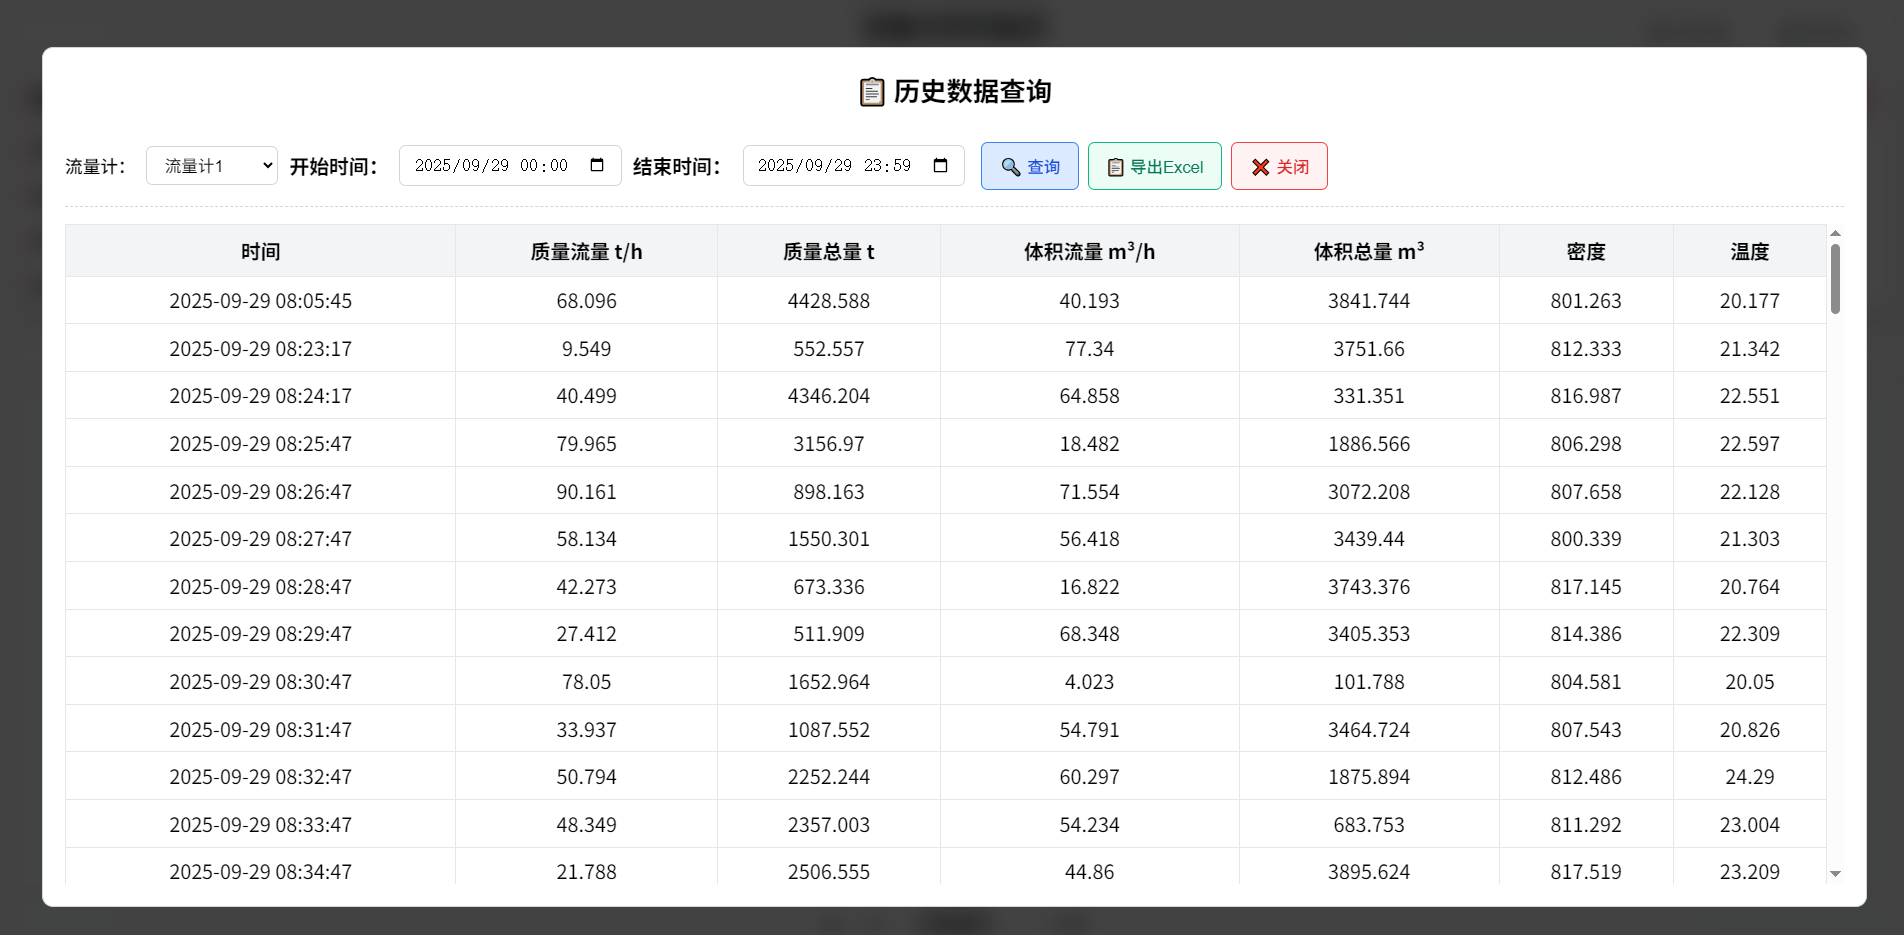 历史数据查询
流量计： 流量计1 开始时间： 2025/09/29 00:00 结束时间： 2025/09/29 23:59 查询 导出Excel 关闭
时间 质量流量 t/h 质量总量 t 体积流量 m³/h 体积总量 m³ 密度 温度
2025-09-29 08:05:45 68.096 4428.588 40.193 3841.744 801.263 20.177
2025-09-29 08:23:17 9.549 552.557 77.34 3751.66 812.333 21.342
2025-09-29 08:24:17 40.499 4346.204 64.858 331.351 816.987 22.551
2025-09-29 08:25:47 79.965 3156.97 18.482 1886.566 806.298 22.597
2025-09-29 08:26:47 90.161 898.163 71.554 3072.208 807.658 22.128
2025-09-29 08:27:47 58.134 1550.301 56.418 3439.44 800.339 21.303
2025-09-29 08:28:47 42.273 673.336 16.822 3743.376 817.145 20.764
2025-09-29 08:29:47 27.412 511.909 68.348 3405.353 814.386 22.309
2025-09-29 08:30:47 78.05 1652.964 4.023 101.788 804.581 20.05
2025-09-29 08:31:47 33.937 1087.552 54.791 3464.724 807.543 20.826
2025-09-29 08:32:47 50.794 2252.244 60.297 1875.894 812.486 24.29
2025-09-29 08:33:47 48.349 2357.003 54.234 683.753 811.292 23.004
2025-09-29 08:34:47 21.788 2506.555 44.86 3895.624 817.519 23.209